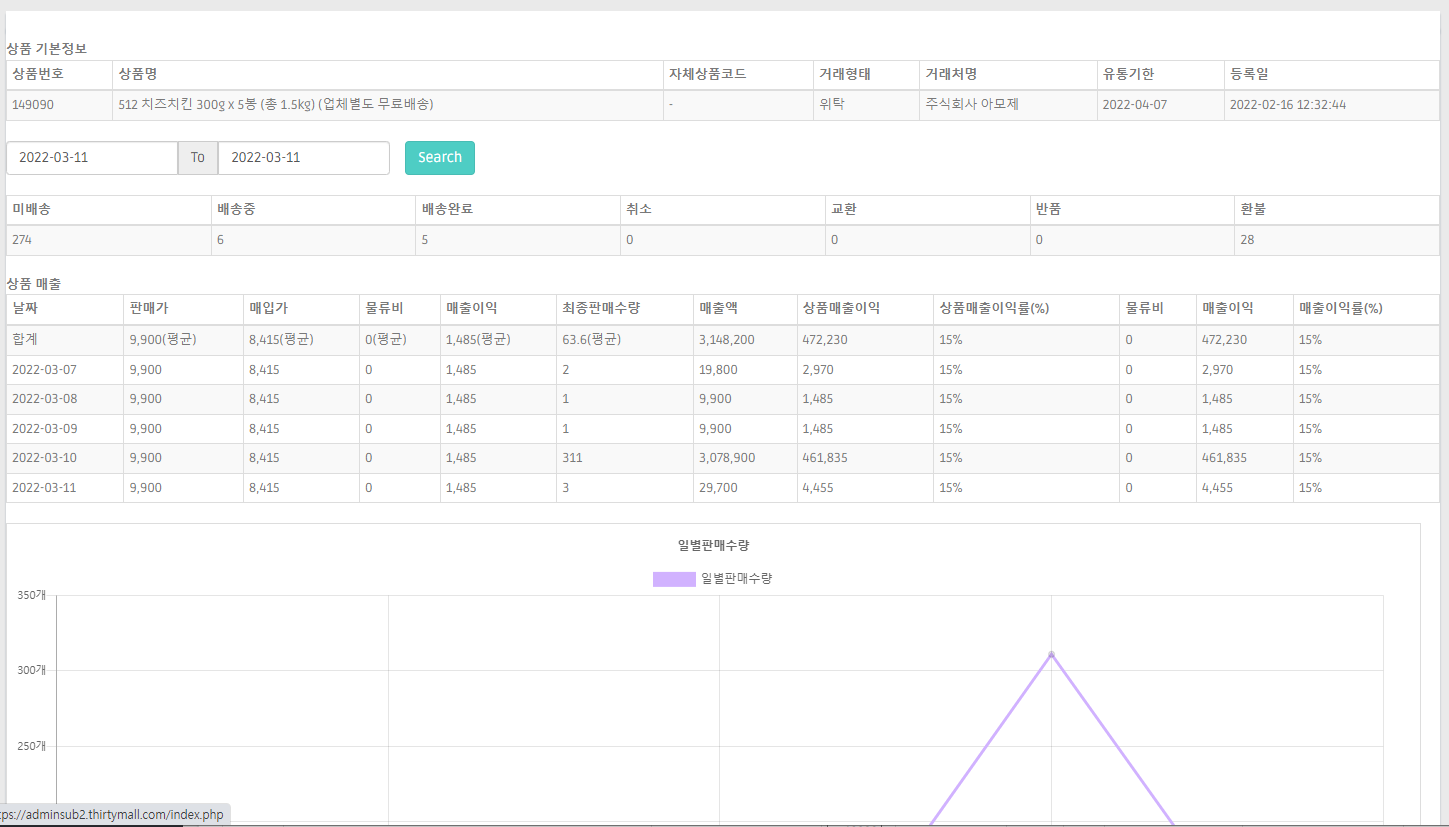 상품 기본정보
상품번호 상품명 자체상품코드 거래형태 거래처명 유통기한 등록일
149090 512 치즈치킨 300g x 5봉 (총 1.5kg) (업체별도 무료배송) - 위탁 주식회사 아모제 2022-04-07 2022-02-16 12:32:44
2022-03-11 To 2022-03-11 Search
미배송 배송중 배송완료 취소 교환 반품 환불
274 6 5 0 0 0 28
상품 매출
날짜 판매가 매입가 물류비 매출이익 최종판매수량 매출액 상품매출이익 상품매출이익률(%) 물류비 매출이익 매출이익률(%)
합계 9,900(평균) 8,415(평균) 0(평균) 1,485(평균) 63.6(평균) 3,148,200 472,230 15% 0 472,230 15%
2022-03-07 9,900 8,415 0 1,485 2 19,800 2,970 15% 0 2,970 15%
2022-03-08 9,900 8,415 0 1,485 1 9,900 1,485 15% 0 1,485 15%
2022-03-09 9,900 8,415 0 1,485 1 9,900 1,485 15% 0 1,485 15%
2022-03-10 9,900 8,415 0 1,485 311 3,078,900 461,835 15% 0 461,835 15%
2022-03-11 9,900 8,415 0 1,485 3 29,700 4,455 15% 0 4,455 15%
일별판매수량
일별판매수량
350개
300개
250개
ps://adminsub2.thirtymall.com/index.php